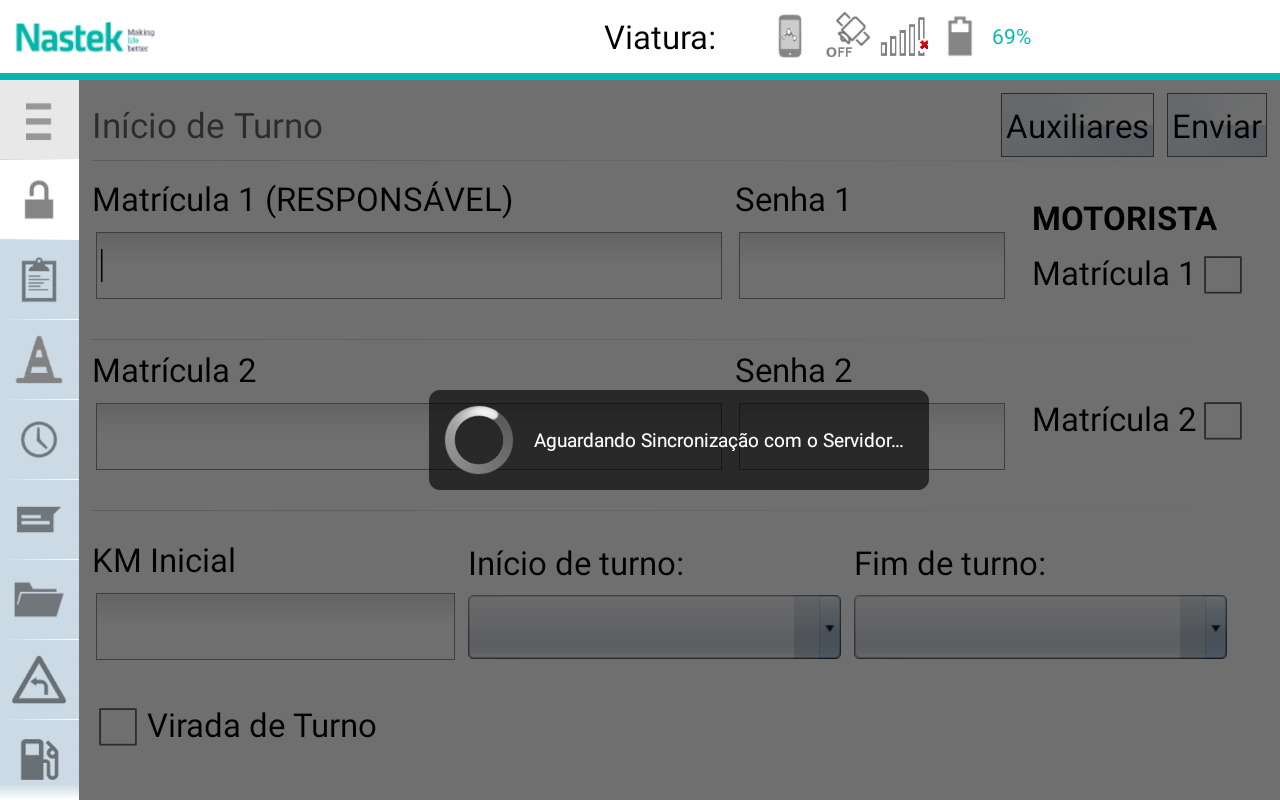 Nastek Making life better
Viatura:
OFF
69%
Início de Turno
Auxiliares
Enviar
Matrícula 1 (RESPONSÁVEL)
Senha 1
MOTORISTA
Matrícula 1
Matrícula 2
Senha 2
Matrícula 2
Aguardando Sincronização com o Servidor...
KM Inicial
Início de turno:
Fim de turno:
Virada de Turno